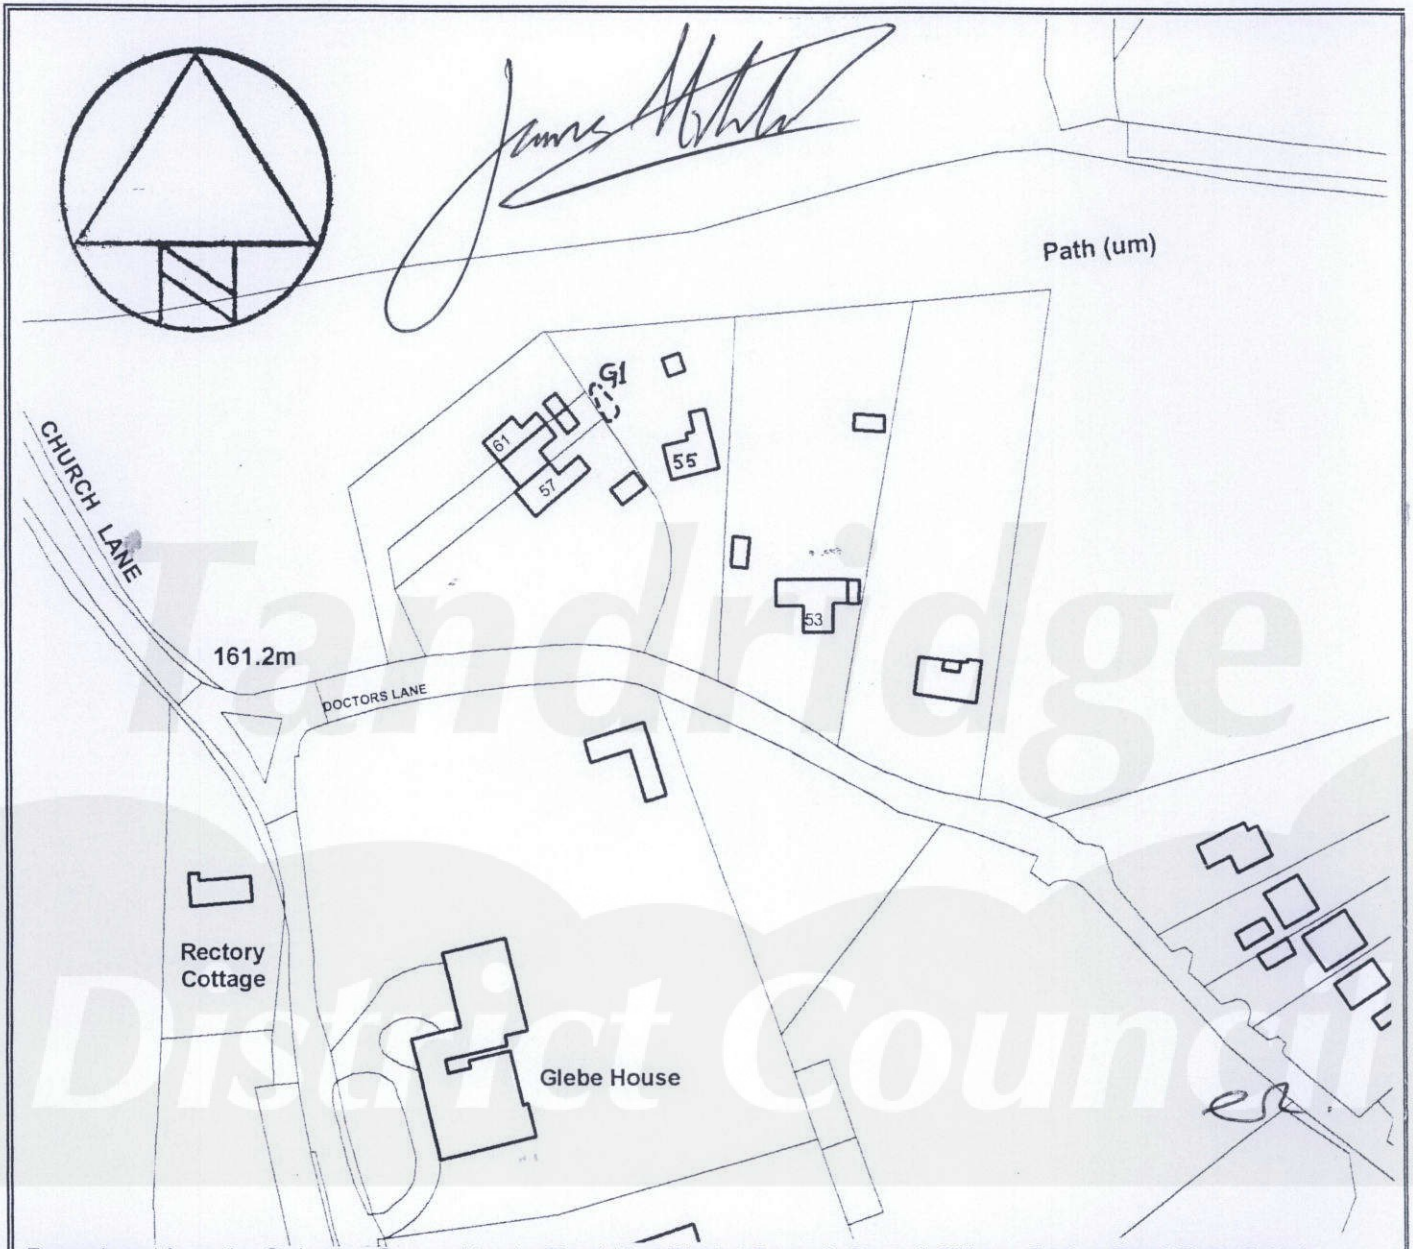 James
Path (um)
G1
CHURCH LANE
61
57
55
53
161.2m
DOCTORS LANE
Tandridge
Rectory
Cottage
District Council
Glebe House